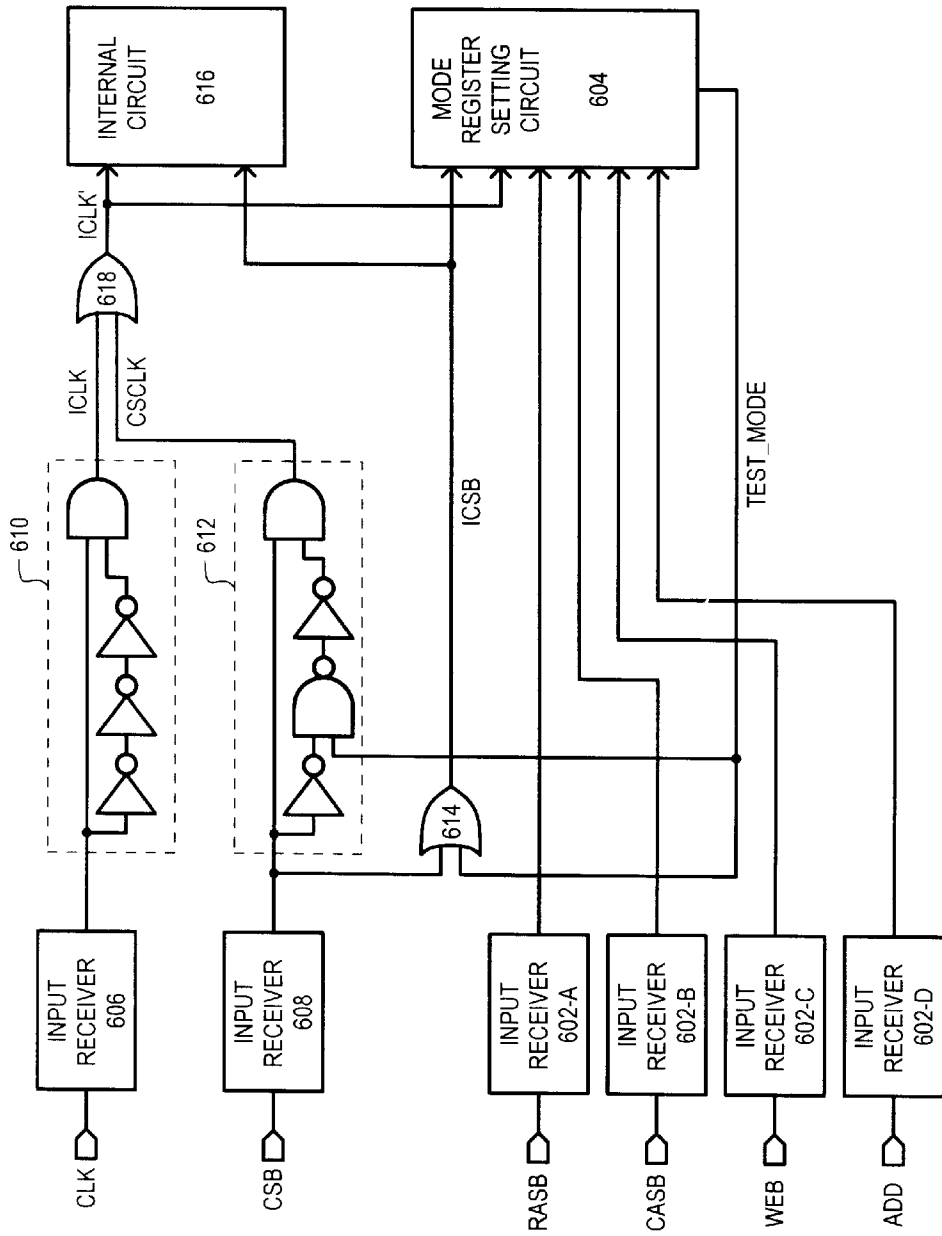 CLK
INPUT
RECEIVER
606
610
ICLK
618
ICLK'
INTERNAL
CIRCUIT
616
CSB
INPUT
RECEIVER
608
612
CSCLK
614
ICSB
MODE
REGISTER
SETTING
CIRCUIT
604
RASB
INPUT
RECEIVER
602-A
CASB
INPUT
RECEIVER
602-B
WEB
INPUT
RECEIVER
602-C
ADD
INPUT
RECEIVER
602-D
TEST_MODE